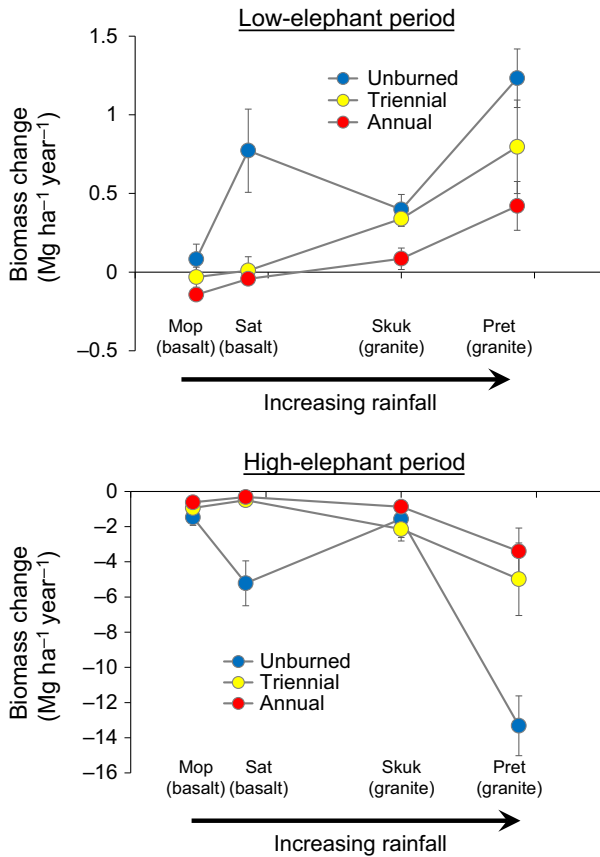 Low-elephant period
1.5
1
0.5
0
–0.5
Biomass change
(Mg ha⁻¹ year⁻¹)
Unburned
Triennial
Annual
Mop Sat Skuk Pret
(basalt) (basalt) (granite) (granite)
Increasing rainfall
High-elephant period
0
–2
–4
–6
–8
–10
–12
–14
–16
Biomass change
(Mg ha⁻¹ year⁻¹)
Unburned
Triennial
Annual
Mop Sat Skuk Pret
(basalt) (basalt) (granite) (granite)
Increasing rainfall